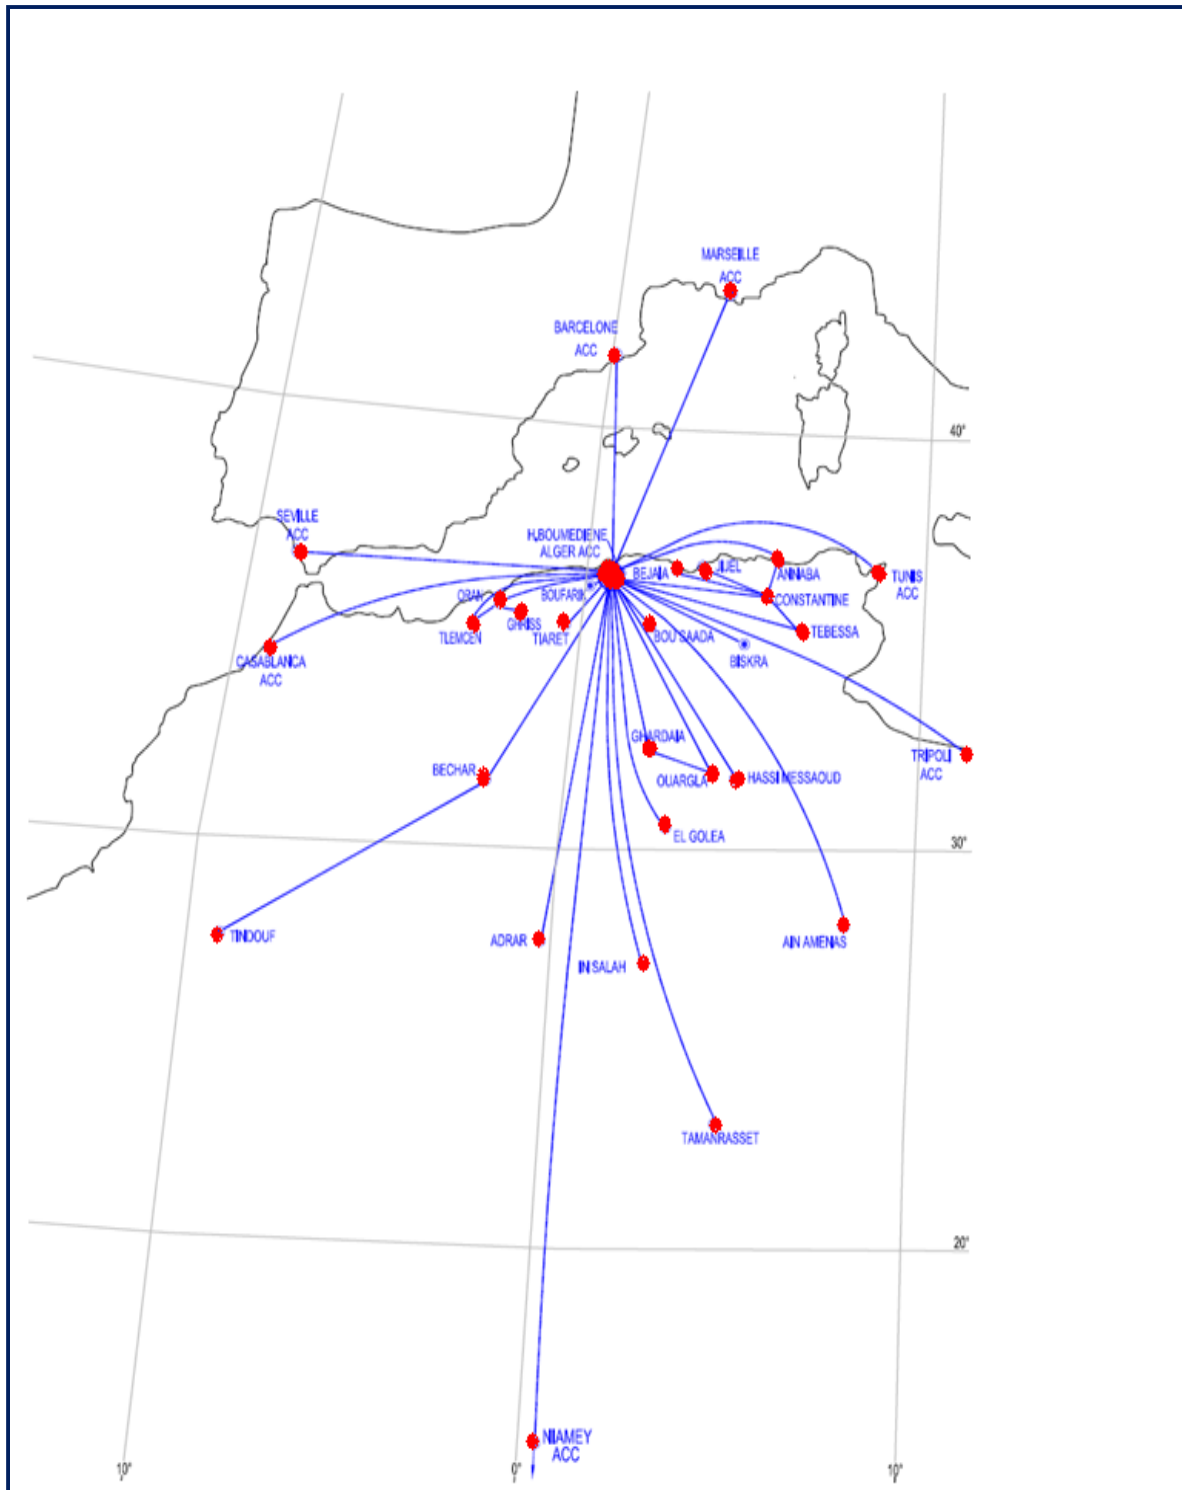 MARSEILLE
ACC
BARCELONE
ACC
40°
SEVILLE
ACC
H.BOUMEDIENE
ALGER ACC
BEJAIA
JIJEL
ANNABA
TUNIS
ACC
ORAN
BOUFARIK
CONSTANTINE
GHRISS
TLEMCEN
TIARET
BOU SAADA
TEBESSA
BISKRA
CASABLANCA
ACC
GHARDAIA
TRIPOLI
ACC
BECHAR
OUARGLA
HASSI MESSAOUD
EL GOLEA
30°
TINDOUF
ADRAR
AIN AMENAS
IN SALAH
TAMANRASSET
20°
NIAMEY
ACC
10°
0°
10°